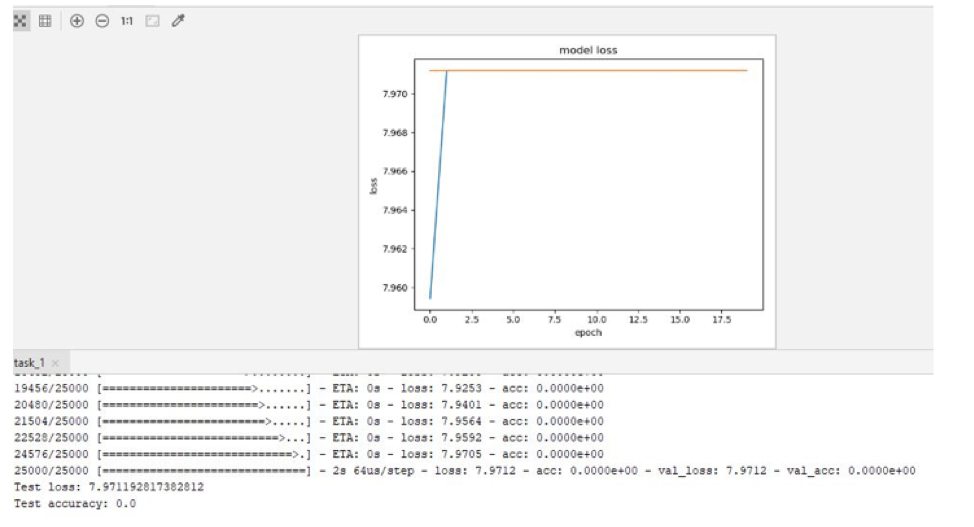 1:1
model loss
7.970
7.968
7.966
7.964
7.962
7.960
loss
0.0 2.5 5.0 7.5 10.0 12.5 15.0 17.5
epoch
task_1 ×
19456/25000 [======================>.......] - ETA: 0s - loss: 7.9253 - acc: 0.0000e+00
20480/25000 [=======================>......] - ETA: 0s - loss: 7.9401 - acc: 0.0000e+00
21504/25000 [========================>.....] - ETA: 0s - loss: 7.9564 - acc: 0.0000e+00
22528/25000 [==========================>...] - ETA: 0s - loss: 7.9592 - acc: 0.0000e+00
24576/25000 [============================>.] - ETA: 0s - loss: 7.9705 - acc: 0.0000e+00
25000/25000 [==============================] - 2s 64us/step - loss: 7.9712 - acc: 0.0000e+00 - val_loss: 7.9712 - val_acc: 0.0000e+00
Test loss: 7.971192817382812
Test accuracy: 0.0